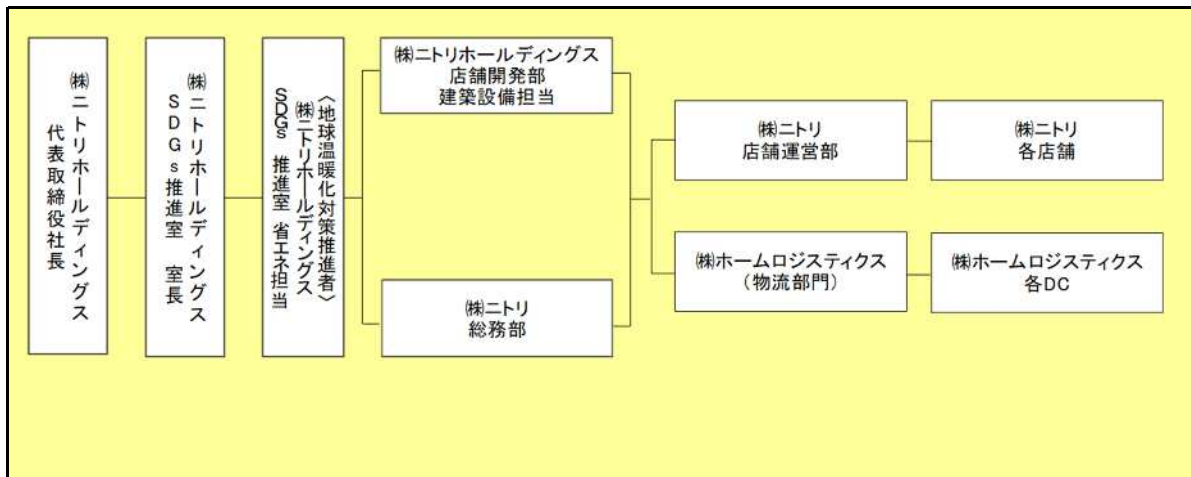 ㈱ニトリホールディングス
代表取締役社長
㈱ニトリホールディングス
SDGs推進室 室長
〈地球温暖化対策推進者〉
㈱ニトリホールディングス
SDGs 推進室 省エネ担当
㈱ニトリホールディングス
店舗開発部
建築設備担当
㈱ニトリ
総務部
㈱ニトリ
店舗運営部
㈱ニトリ
各店舗
㈱ホームロジスティクス
(物流部門)
㈱ホームロジスティクス
各DC